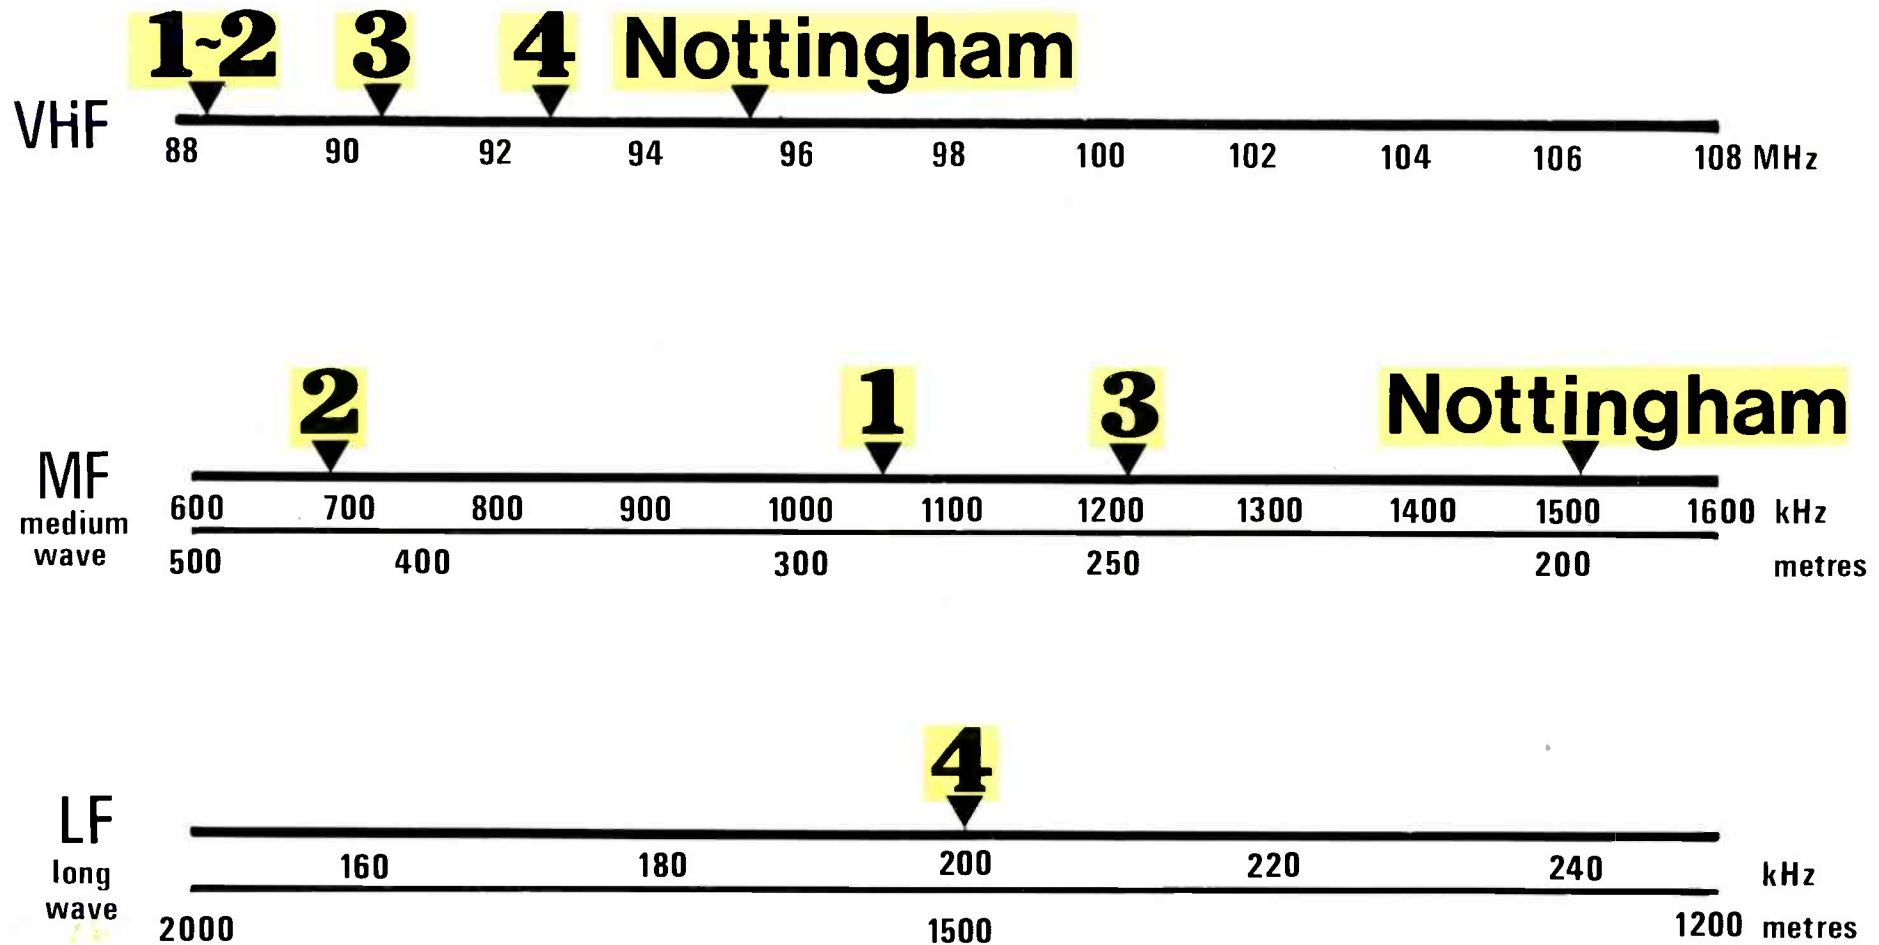 1~2 3 4 Nottingham
VHF
88 90 92 94 96 98 100 102 104 106 108 MHz
2 1 3 Nottingham
MF
medium
wave
600 700 800 900 1000 1100 1200 1300 1400 1500 1600 kHz
500 400 300 250 200 metres
4
LF
long
wave
160 180 200 220 240 kHz
2000 1500 1200 metres